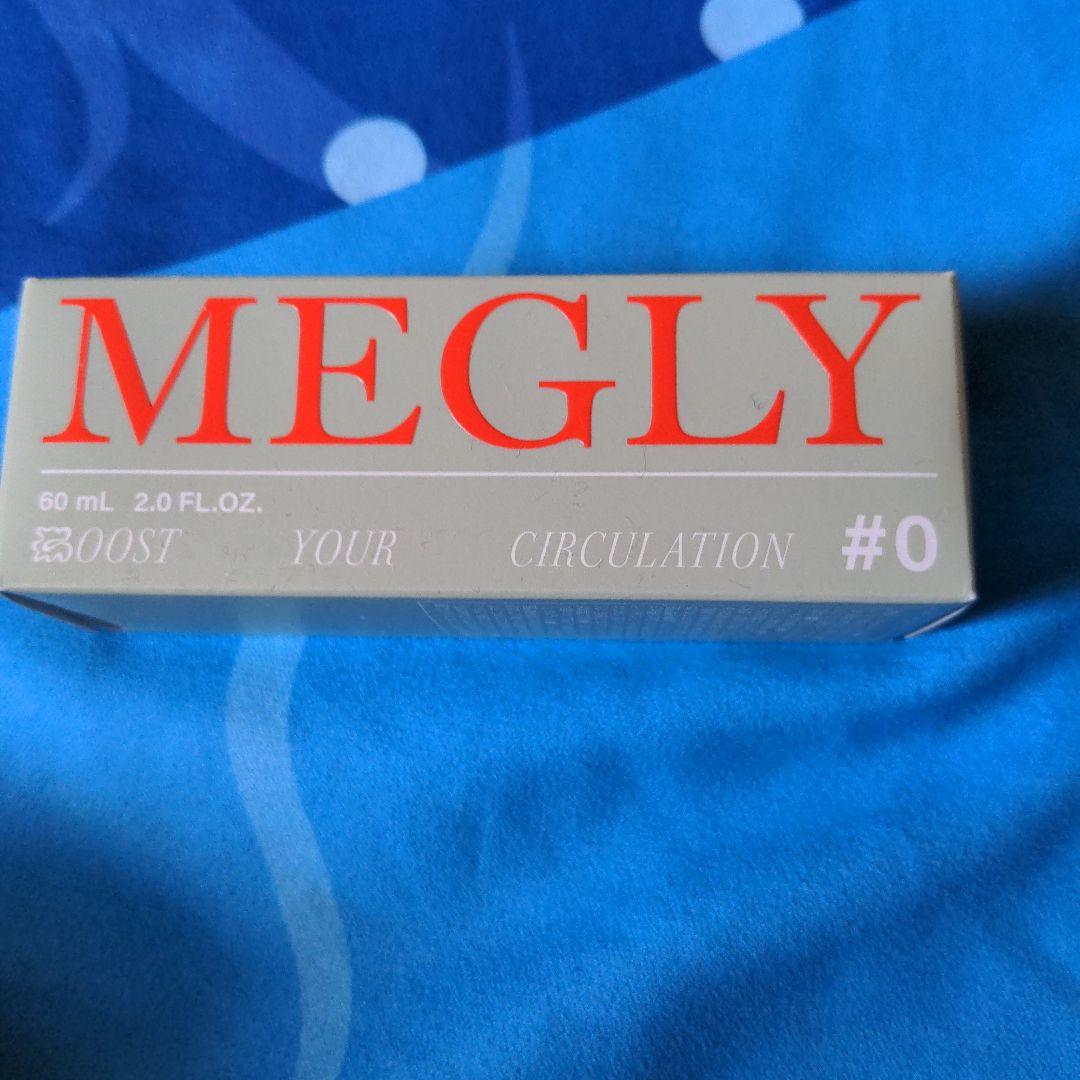 MEGLY
60 mL 2.0 FL.OZ.
BOOST YOUR CIRCULATION #0